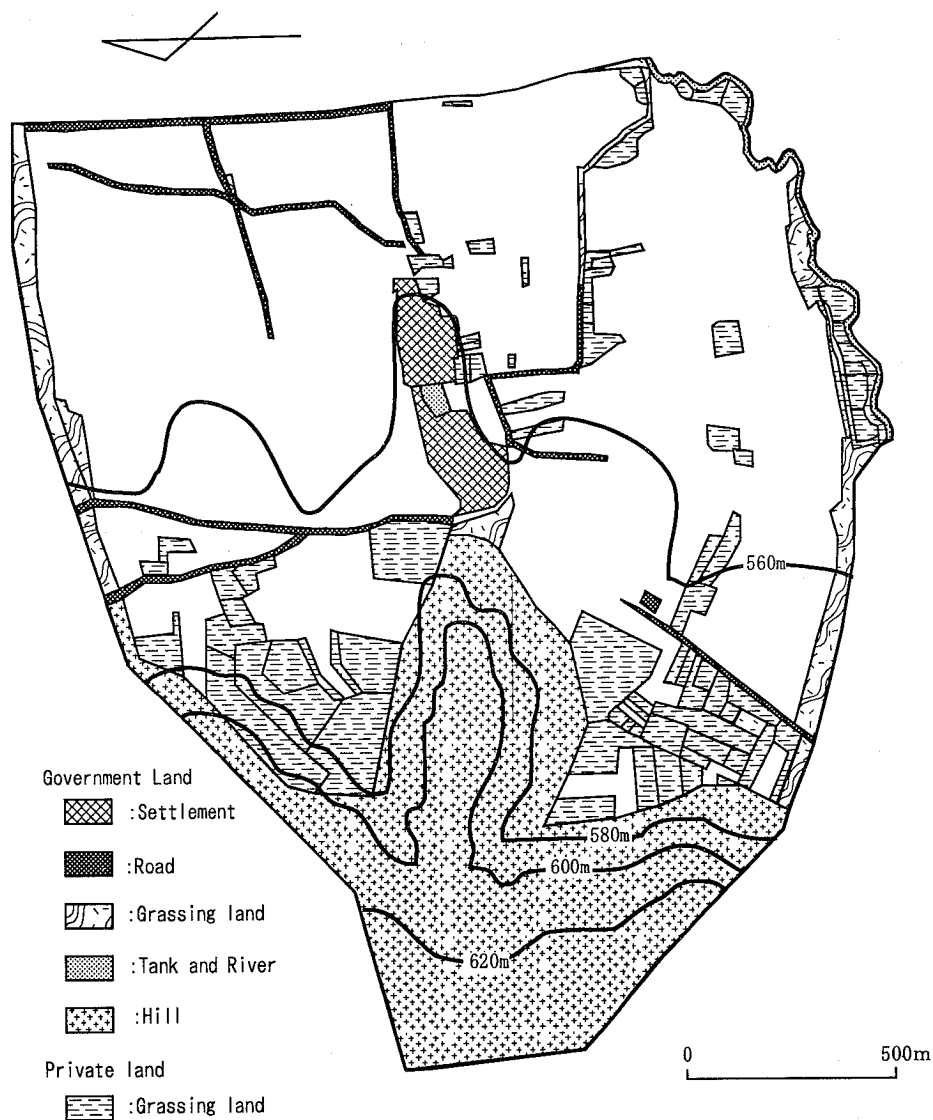 560m
580m
600m
620m
Government Land
:Settlement
:Road
:Grassing land
:Tank and River
:Hill
Private land
:Grassing land
0 500m